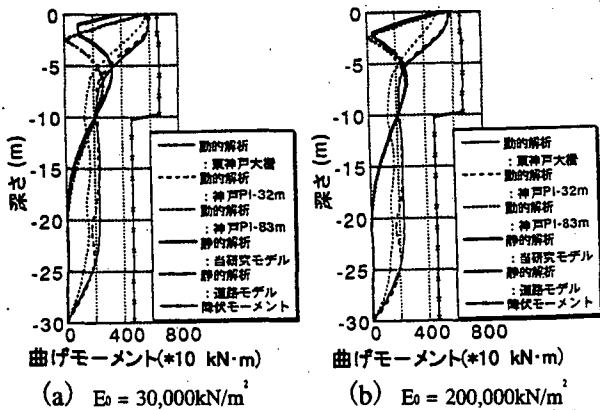 0
-5
-10
-15
-20
-25
-30
深さ (m)
0 400 800
曲げモーメント(*10 kN·m)
動的解析
:東神戸大橋
動的解析
:神戸PI-32m
動的解析
:神戸PI-83m
静的解析
:当研究モデル
静的解析
:道路モデル
降伏モーメント
(a) E₀ = 30,000kN/m²
0
-5
-10
-15
-20
-25
-30
深さ (m)
0 400 800
曲げモーメント(*10 kN·m)
動的解析
:東神戸大橋
動的解析
:神戸PI-32m
動的解析
:神戸PI-83m
静的解析
:当研究モデル
静的解析
:道路モデル
降伏モーメント
(b) E₀ = 200,000kN/m²